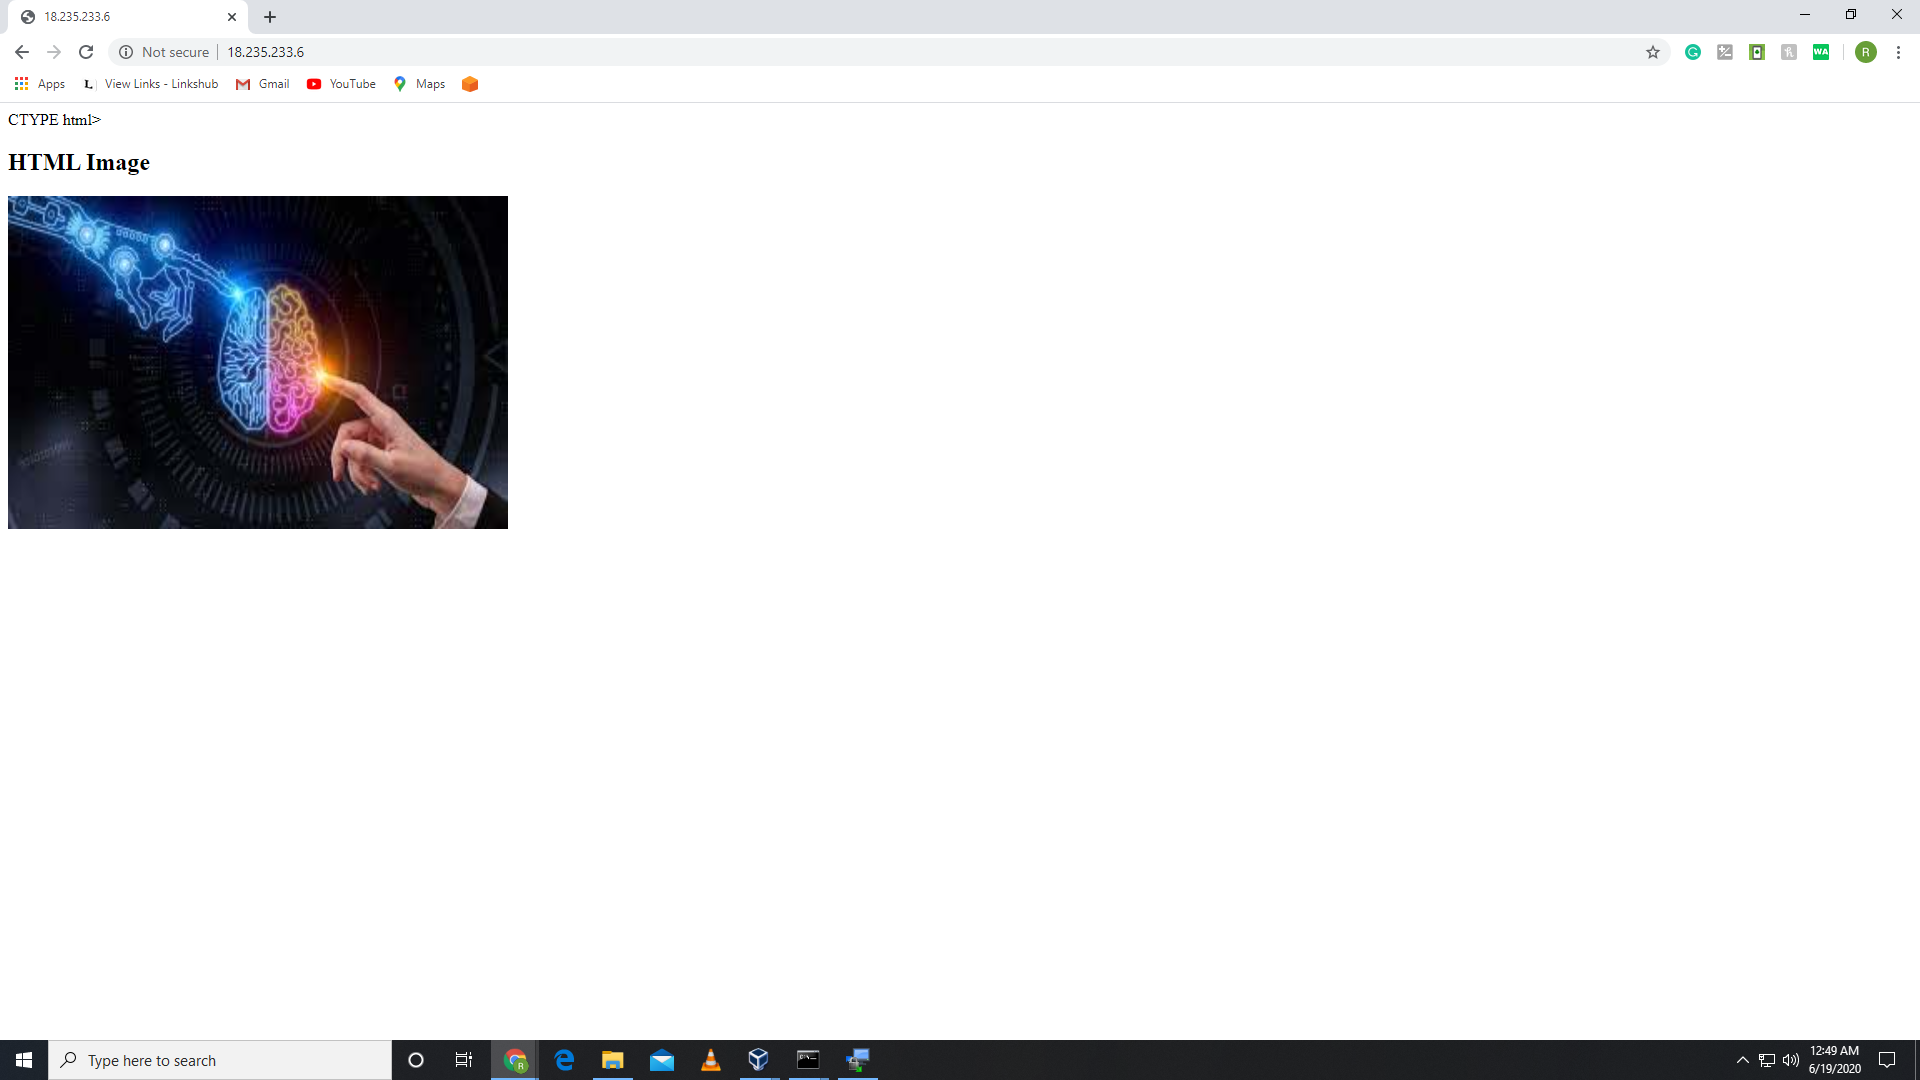 18.235.233.6
Not secure 18.235.233.6
WA
R
Apps
View Links - Linkshub
Gmail
YouTube
Maps
CTYPE html>
HTML Image
Type here to search
R
12:49 AM
6/19/2020